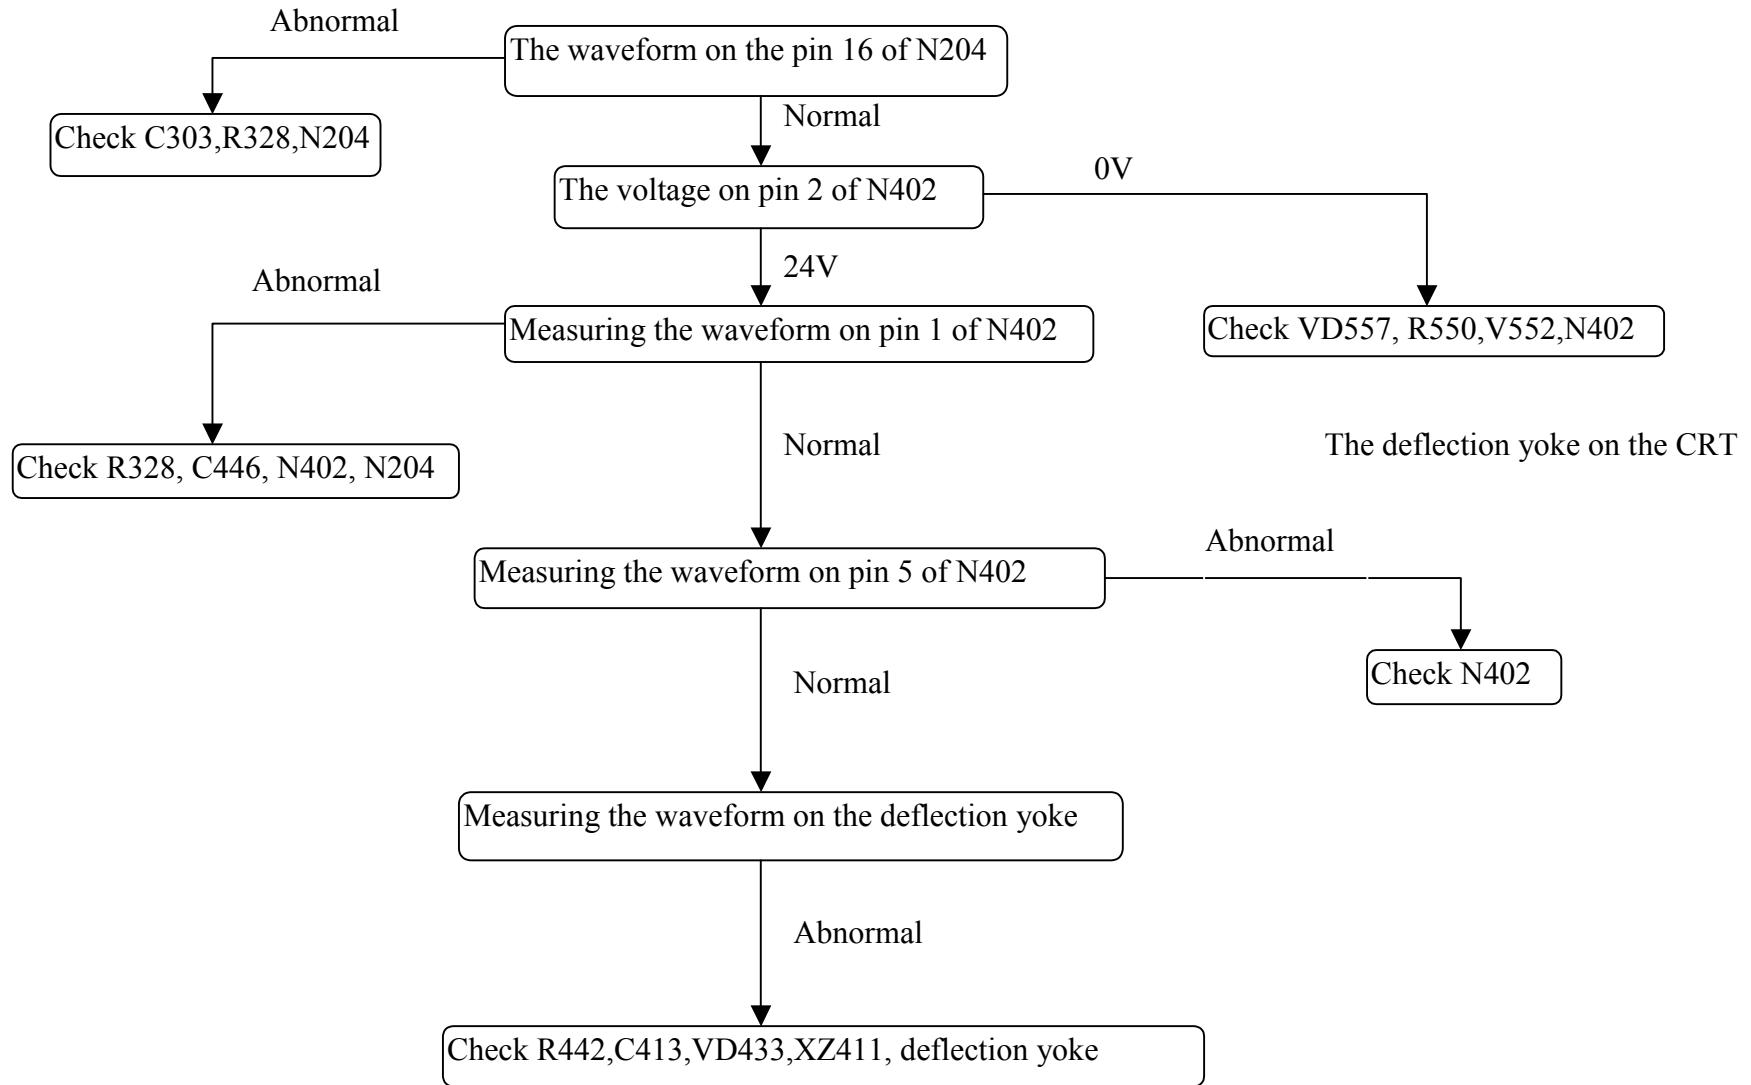 Abnormal
The waveform on the pin 16 of N204
Normal
Check C303,R328,N204
0V
The voltage on pin 2 of N402
24V
Abnormal
Measuring the waveform on pin 1 of N402
Check VD557, R550,V552,N402
Normal
The deflection yoke on the CRT
Check R328, C446, N402, N204
Abnormal
Measuring the waveform on pin 5 of N402
Check N402
Normal
Measuring the waveform on the deflection yoke
Abnormal
Check R442,C413,VD433,XZ411, deflection yoke